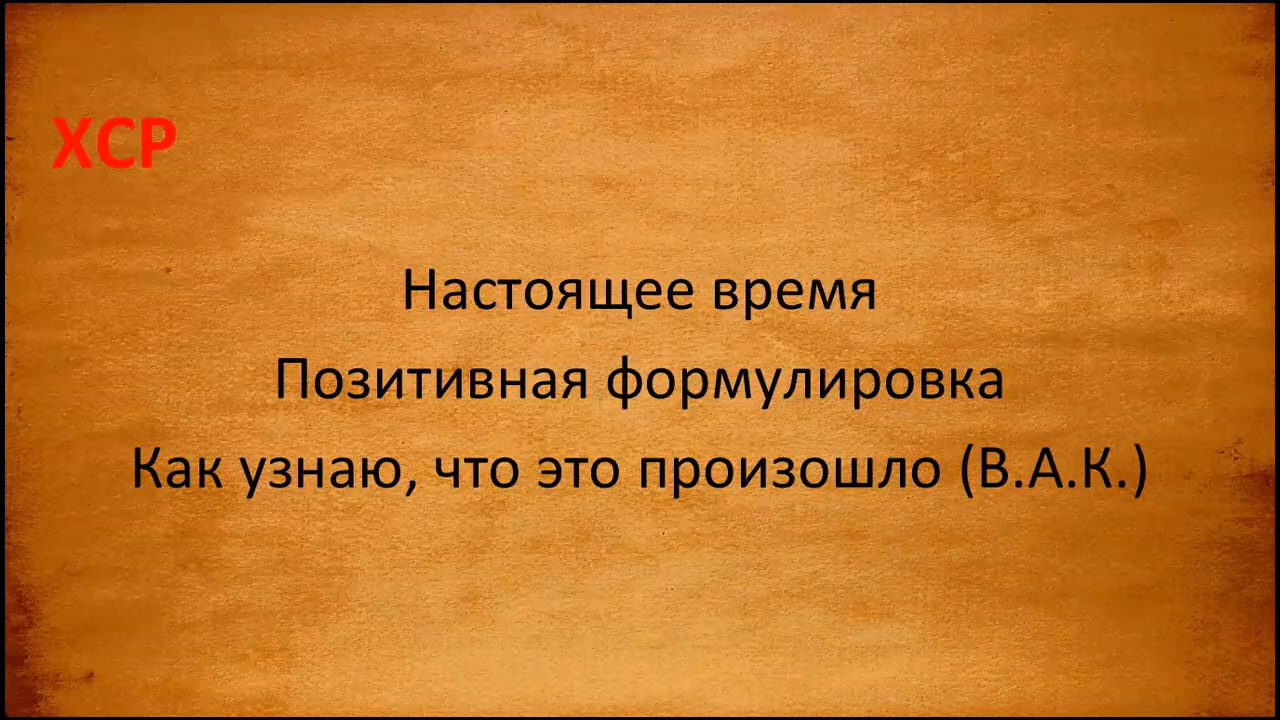 ХСР
Настоящее время
Позитивная формулировка
Как узнаю, что это произошло (В.А.К.)